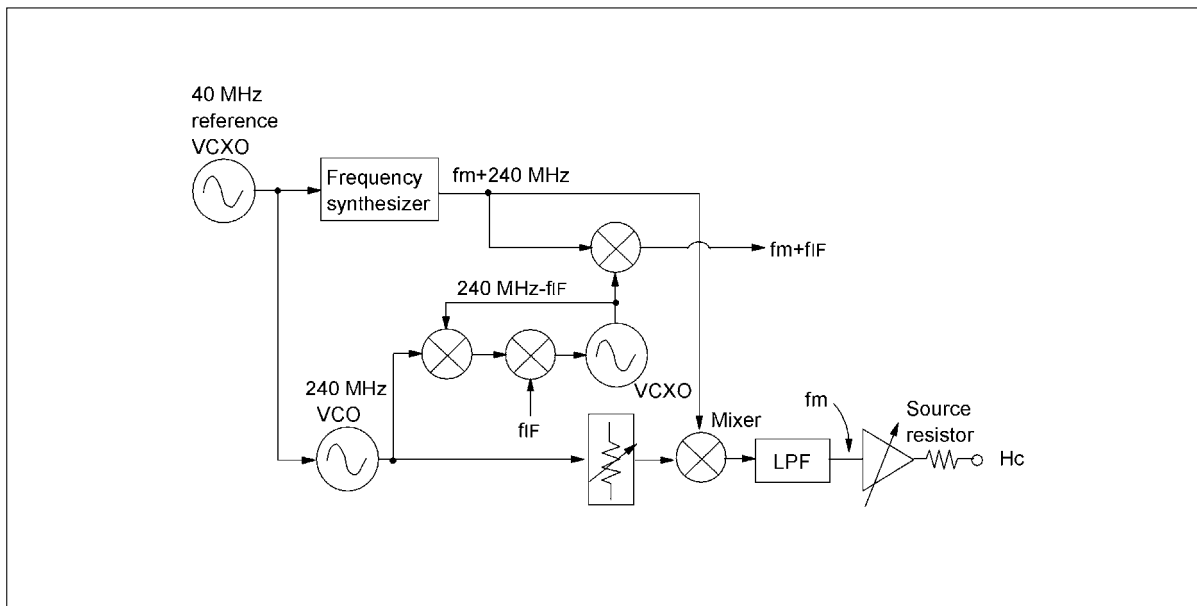 40 MHz
reference
VCXO
Frequency
synthesizer
fm+240 MHz
fm+fIF
240 MHz-fIF
VCXO
240 MHz
VCO
fIF
Mixer
fm
Source
resistor
LPF
Hc